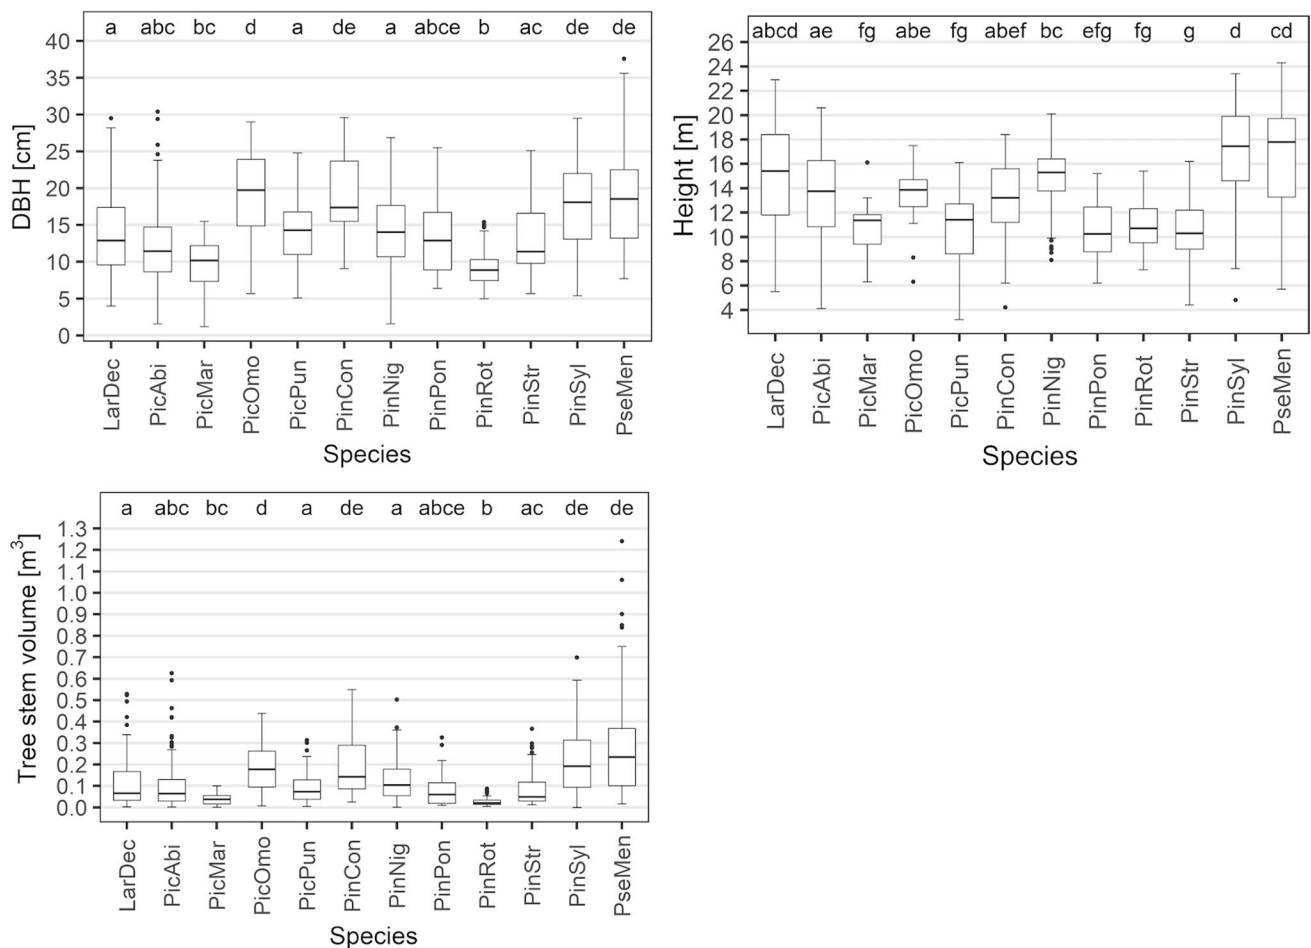 a abc bc d a de a abce b ac de de
40
35
30
25
20
15
10
5
0
DBH [cm]
LarDec
PicAbi
PicMar
PicOmo
PicPun
PinCon
PinNig
PinPon
PinRot
PinStr
PinSyl
PseMen
Species
abcd ae fg abe fg abef bc efg fg g d cd
26
24
22
20
18
16
14
12
10
8
6
4
Height [m]
LarDec
PicAbi
PicMar
PicOmo
PicPun
PinCon
PinNig
PinPon
PinRot
PinStr
PinSyl
PseMen
Species
a abc bc d a de a abce b ac de de
1.3
1.2
1.1
1.0
0.9
0.8
0.7
0.6
0.5
0.4
0.3
0.2
0.1
0.0
Tree stem volume [m³]
LarDec
PicAbi
PicMar
PicOmo
PicPun
PinCon
PinNig
PinPon
PinRot
PinStr
PinSyl
PseMen
Species